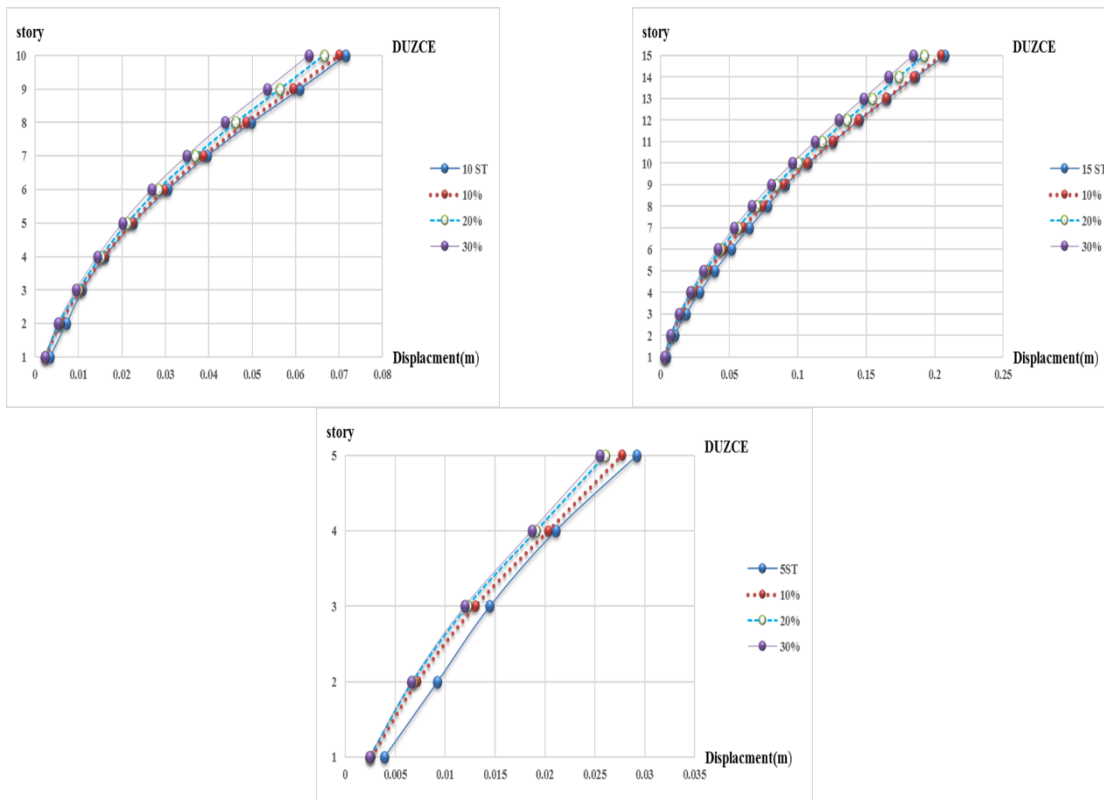 story
DUZCE
10
9
8
7
6
5
4
3
2
1
0 0.01 0.02 0.03 0.04 0.05 0.06 0.07 0.08
Displacment(m)
10 ST
10%
20%
30%
story
DUZCE
15
14
13
12
11
10
9
8
7
6
5
4
3
2
1
0 0.05 0.1 0.15 0.2 0.25
Displacment(m)
15 ST
10%
20%
30%
story
DUZCE
5
4
3
2
1
0 0.005 0.01 0.015 0.02 0.025 0.03 0.035
Displacment(m)
5ST
10%
20%
30%